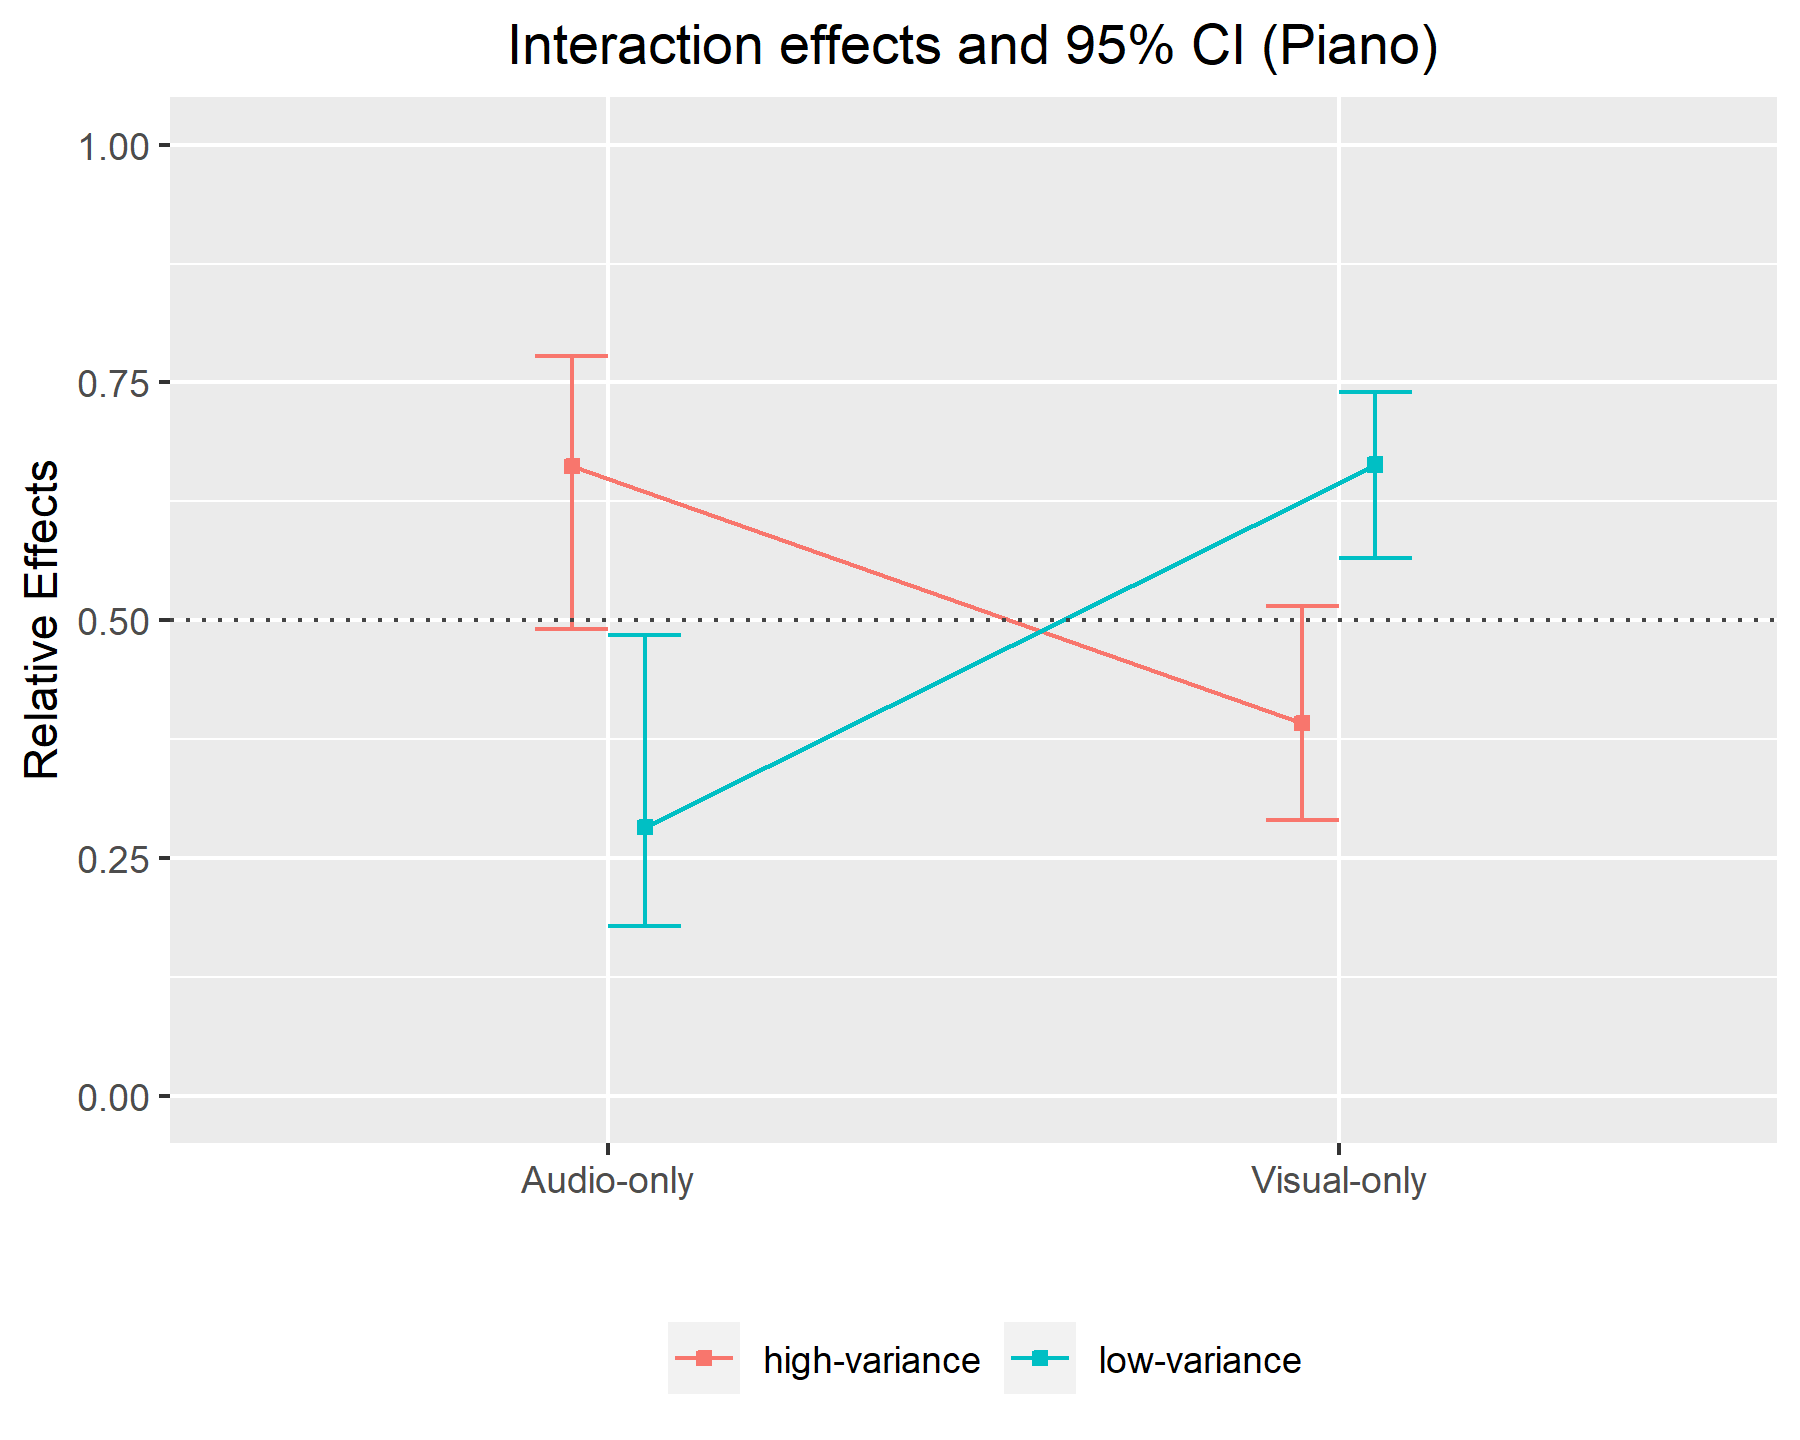 Interaction effects and 95% CI (Piano)
Relative Effects
1.00
0.75
0.50
0.25
0.00
Audio-only Visual-only
high-variance low-variance